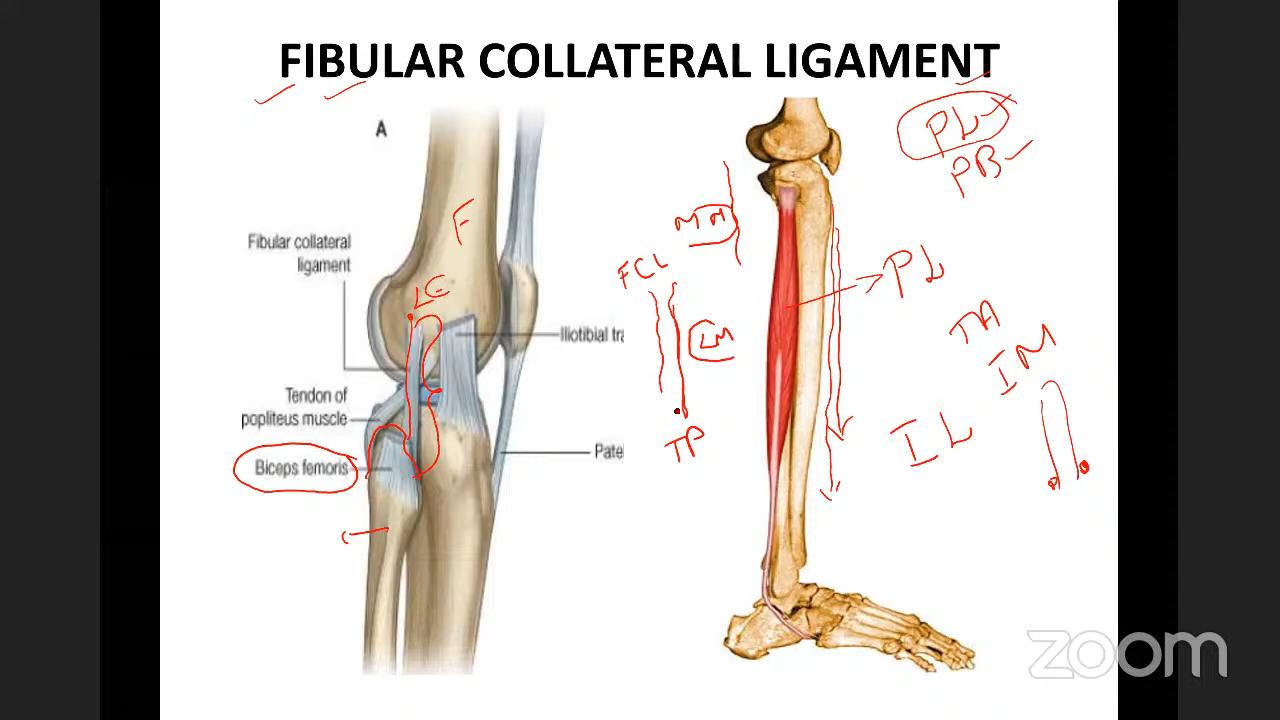 FIBULAR COLLATERAL LIGAMENT
A
PL
PB
F
MM
Fibular collateral
ligament
FCL
PL
LE
TA
Iliotibial tra
LM
IM
Tendon of
popliteus muscle
TP
IL
Biceps femoris
Pate
zoom